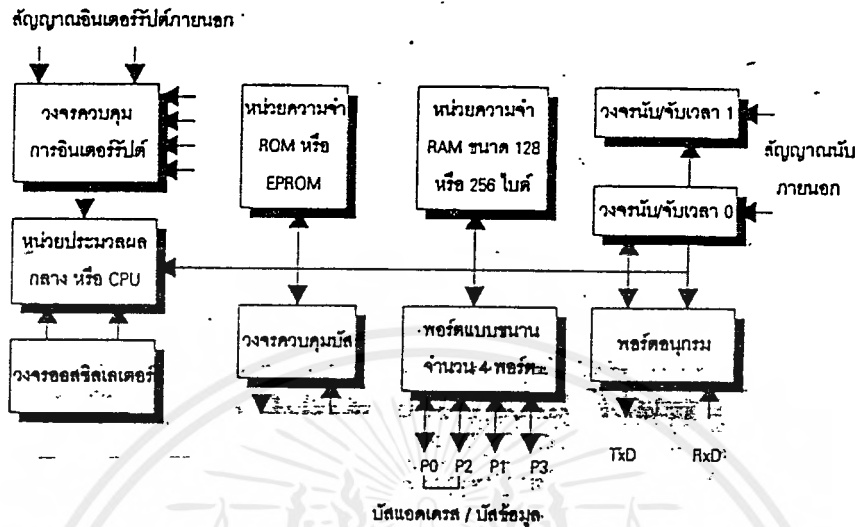 สัญญาณอินเตอร์รัปต์ภายนอก
วงจรควบคุม
การอินเตอร์รัปต์
หน่วยความจำ
ROM หรือ
EPROM
หน่วยความจำ
RAM ขนาด 128
หรือ 256 ไบต์
วงจรนับ/จับเวลา 1
สัญญาณนับ
ภายนอก
วงจรนับ/จับเวลา 0
หน่วยประมวลผล
กลาง หรือ CPU
วงจรออสซิลเลเตอร์
วงจรควบคุมบัส
พอร์ตแบบขนาน
จำนวน 4 พอร์ต
พอร์ตอนุกรม
P0 P2 P1 P3
TxD RxD
บัสแอดเดรส / บัสข้อมูล